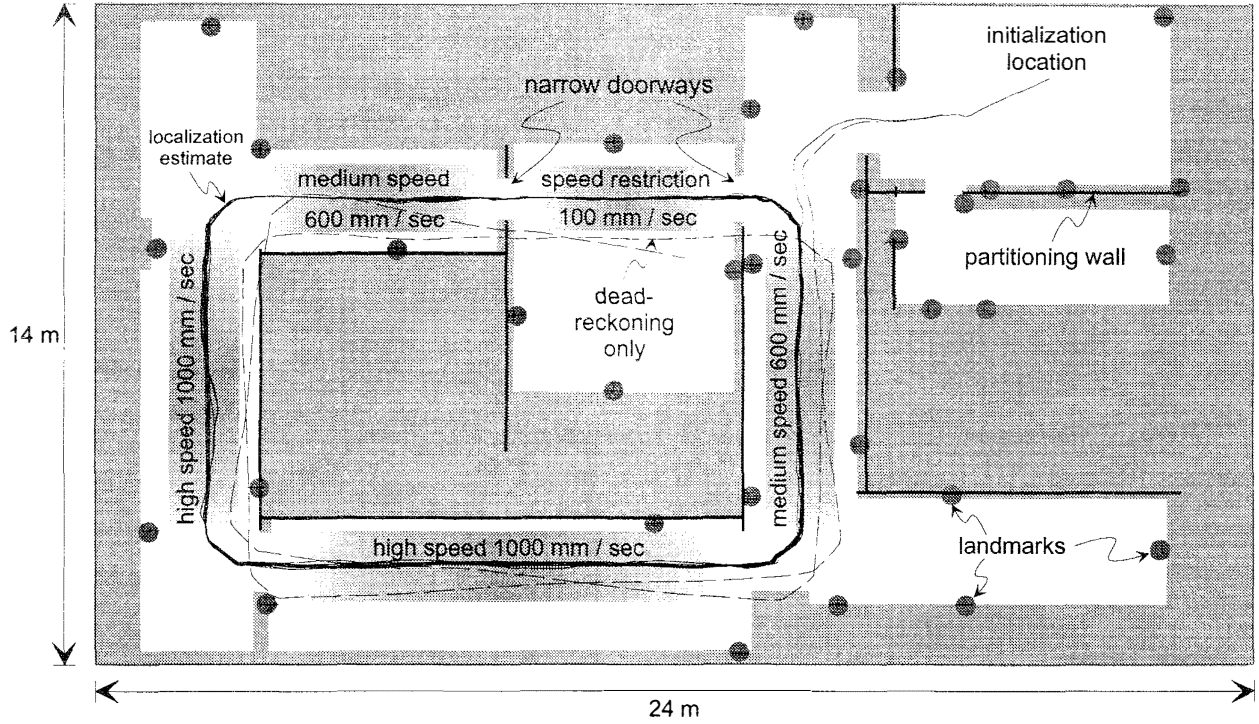 initialization
location
narrow doorways
localization
estimate
medium speed
speed restriction
600 mm / sec
100 mm / sec
partitioning wall
dead-
reckoning
only
14 m
high speed 1000 mm / sec
medium speed 600 mm / sec
high speed 1000 mm / sec
landmarks
24 m